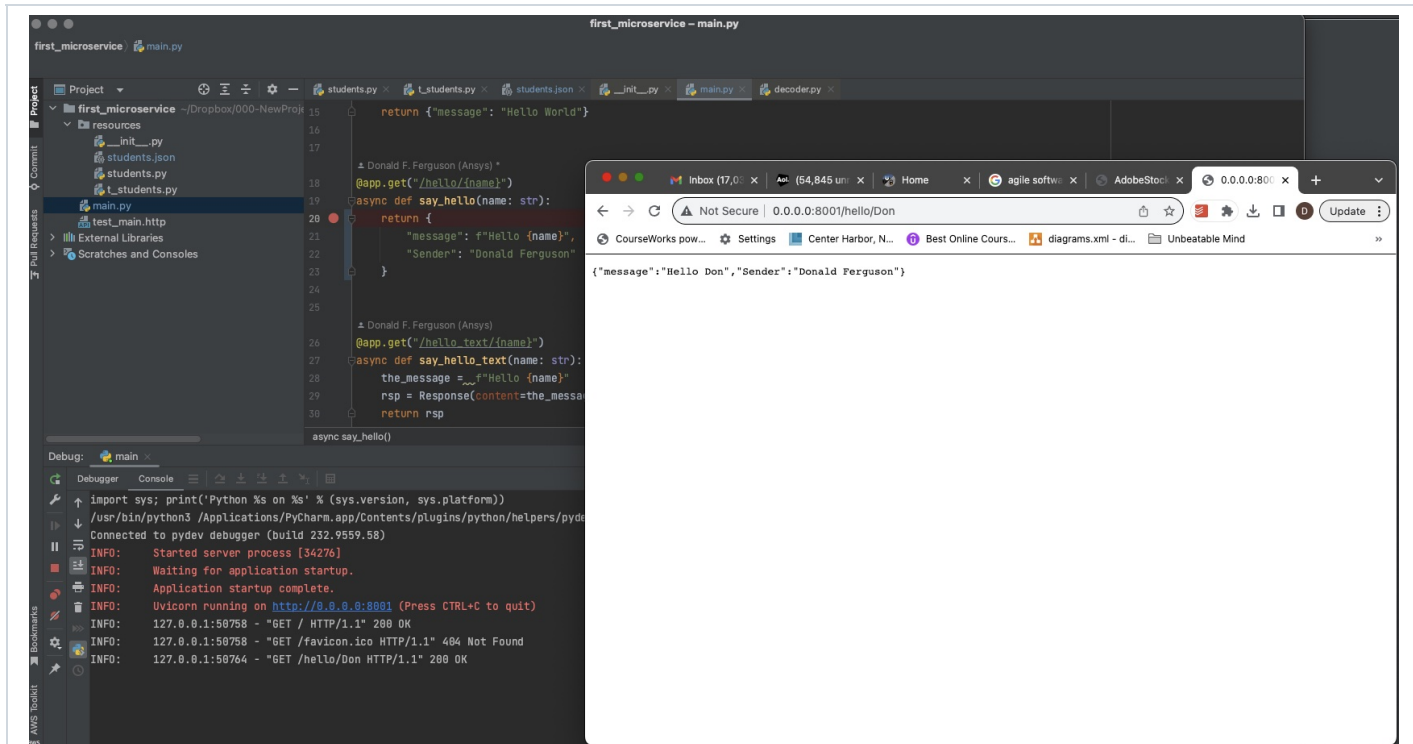 first_microservice – main.py
first_microservice
main.py
Project
Commit
Pull Requests
Bookmarks
AWS Toolkit
Project
first_microservice ~/Dropbox/000-NewProje
resources
__init__.py
students.json
students.py
t_students.py
main.py
test_main.http
External Libraries
Scratches and Consoles
students.py
t_students.py
students.json
__init__.py
main.py
decoder.py
15 return {"message": "Hello World"}
16
17
Donald F. Ferguson (Ansys) *
18 @app.get("/hello/{name}")
19 async def say_hello(name: str):
20 return {
21 "message": f"Hello {name}",
22 "Sender": "Donald Ferguson"
23 }
24
25
Donald F. Ferguson (Ansys)
26 @app.get("/hello_text/{name}")
27 async def say_hello_text(name: str):
28 the_message = f"Hello {name}"
29 rsp = Response(content=the_messa
30 return rsp
async say_hello()
Debug: main
Debugger Console
import sys; print('Python %s on %s' % (sys.version, sys.platform))
/usr/bin/python3 /Applications/PyCharm.app/Contents/plugins/python/helpers/pyde
Connected to pydev debugger (build 232.9559.58)
INFO: Started server process [34276]
INFO: Waiting for application startup.
INFO: Application startup complete.
INFO: Uvicorn running on http://0.0.0.0:8001 (Press CTRL+C to quit)
INFO: 127.0.0.1:50758 - "GET / HTTP/1.1" 200 OK
INFO: 127.0.0.1:50758 - "GET /favicon.ico HTTP/1.1" 404 Not Found
INFO: 127.0.0.1:50764 - "GET /hello/Don HTTP/1.1" 200 OK
Inbox (17,03
Aol. (54,845 un
Home
agile softwa
AdobeStock
0.0.0.0:800
Not Secure | 0.0.0.0:8001/hello/Don
D
Update
CourseWorks pow... Settings Center Harbor, N... Best Online Cours... diagrams.xml - di... Unbeatable Mind »
{"message":"Hello Don","Sender":"Donald Ferguson"}